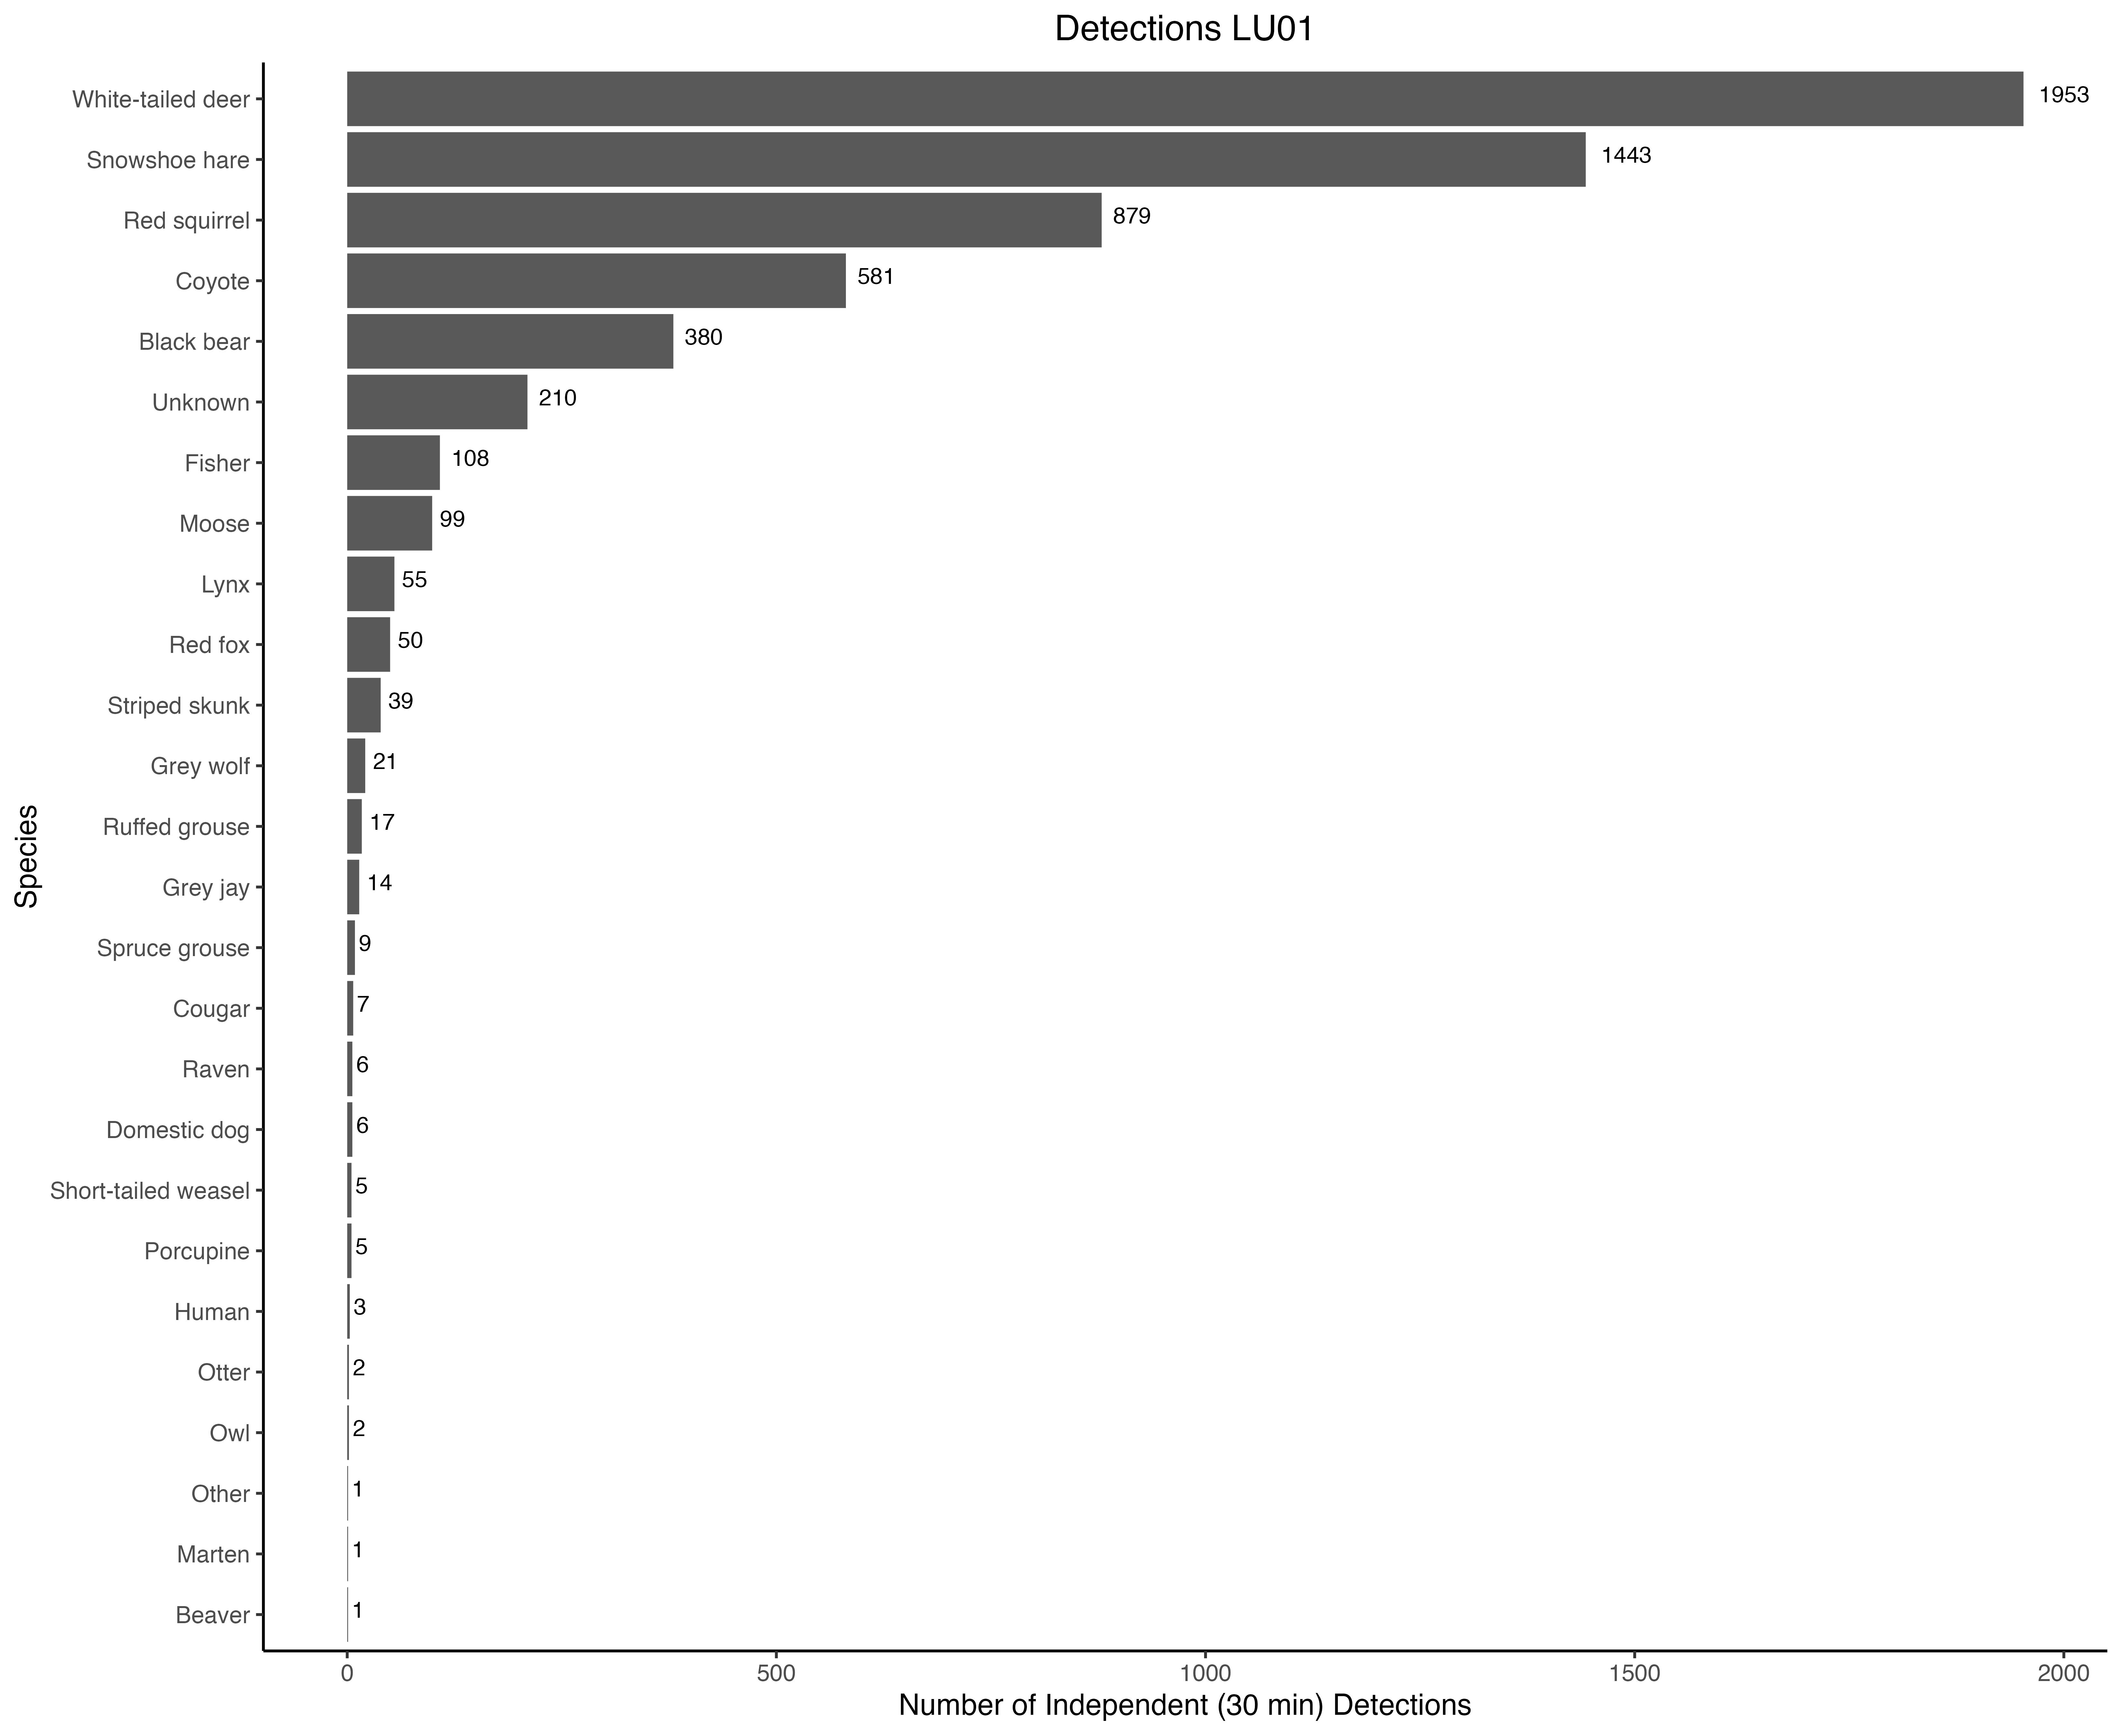 Detections LU01
White-tailed deer 1953
Snowshoe hare 1443
Red squirrel 879
Coyote 581
Black bear 380
Unknown 210
Fisher 108
Moose 99
Lynx 55
Red fox 50
Striped skunk 39
Grey wolf 21
Ruffed grouse 17
Grey jay 14
Spruce grouse 9
Cougar 7
Raven 6
Domestic dog 6
Short-tailed weasel 5
Porcupine 5
Human 3
Otter 2
Owl 2
Other 1
Marten 1
Beaver 1
Species
0 500 1000 1500 2000
Number of Independent (30 min) Detections